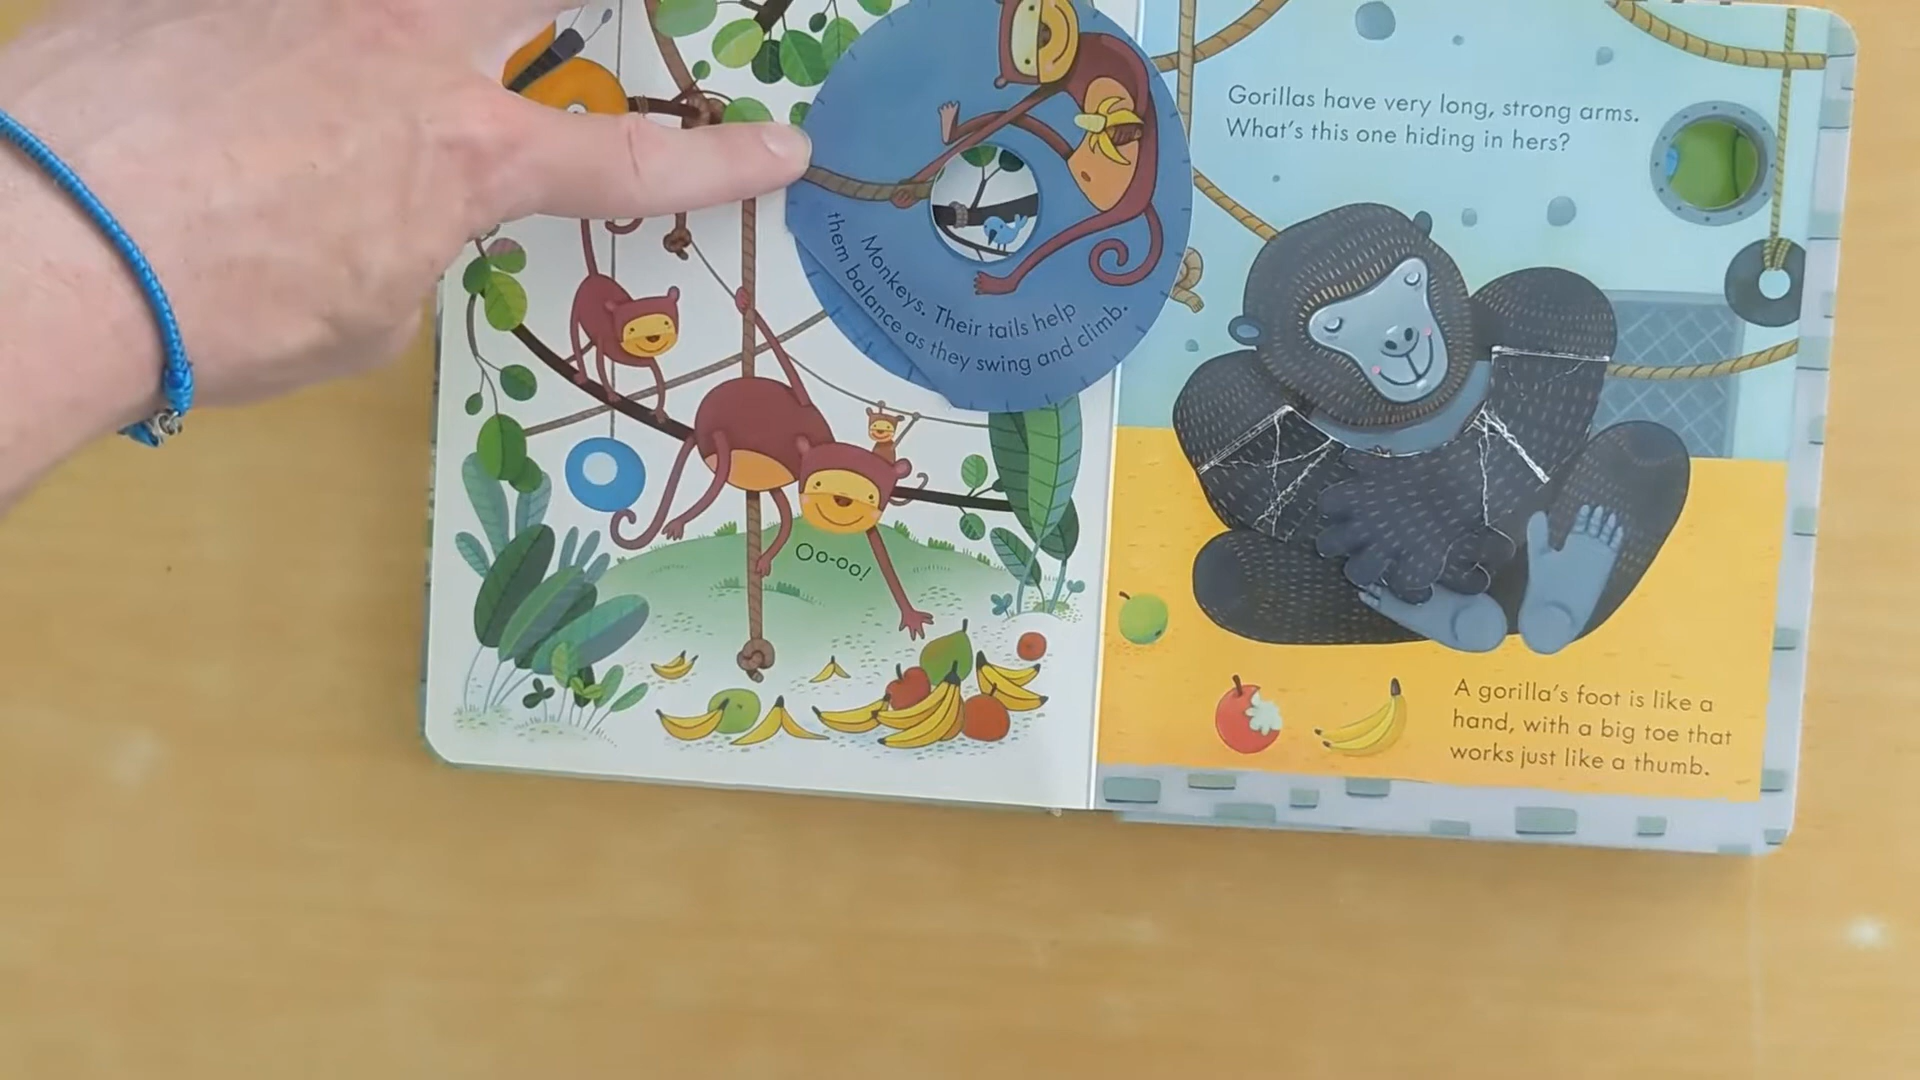 Monkeys. Their tails help
them balance as they swing and climb.
Oo-oo!
Gorillas have very long, strong arms.
What's this one hiding in hers?
A gorilla's foot is like a
hand, with a big toe that
works just like a thumb.